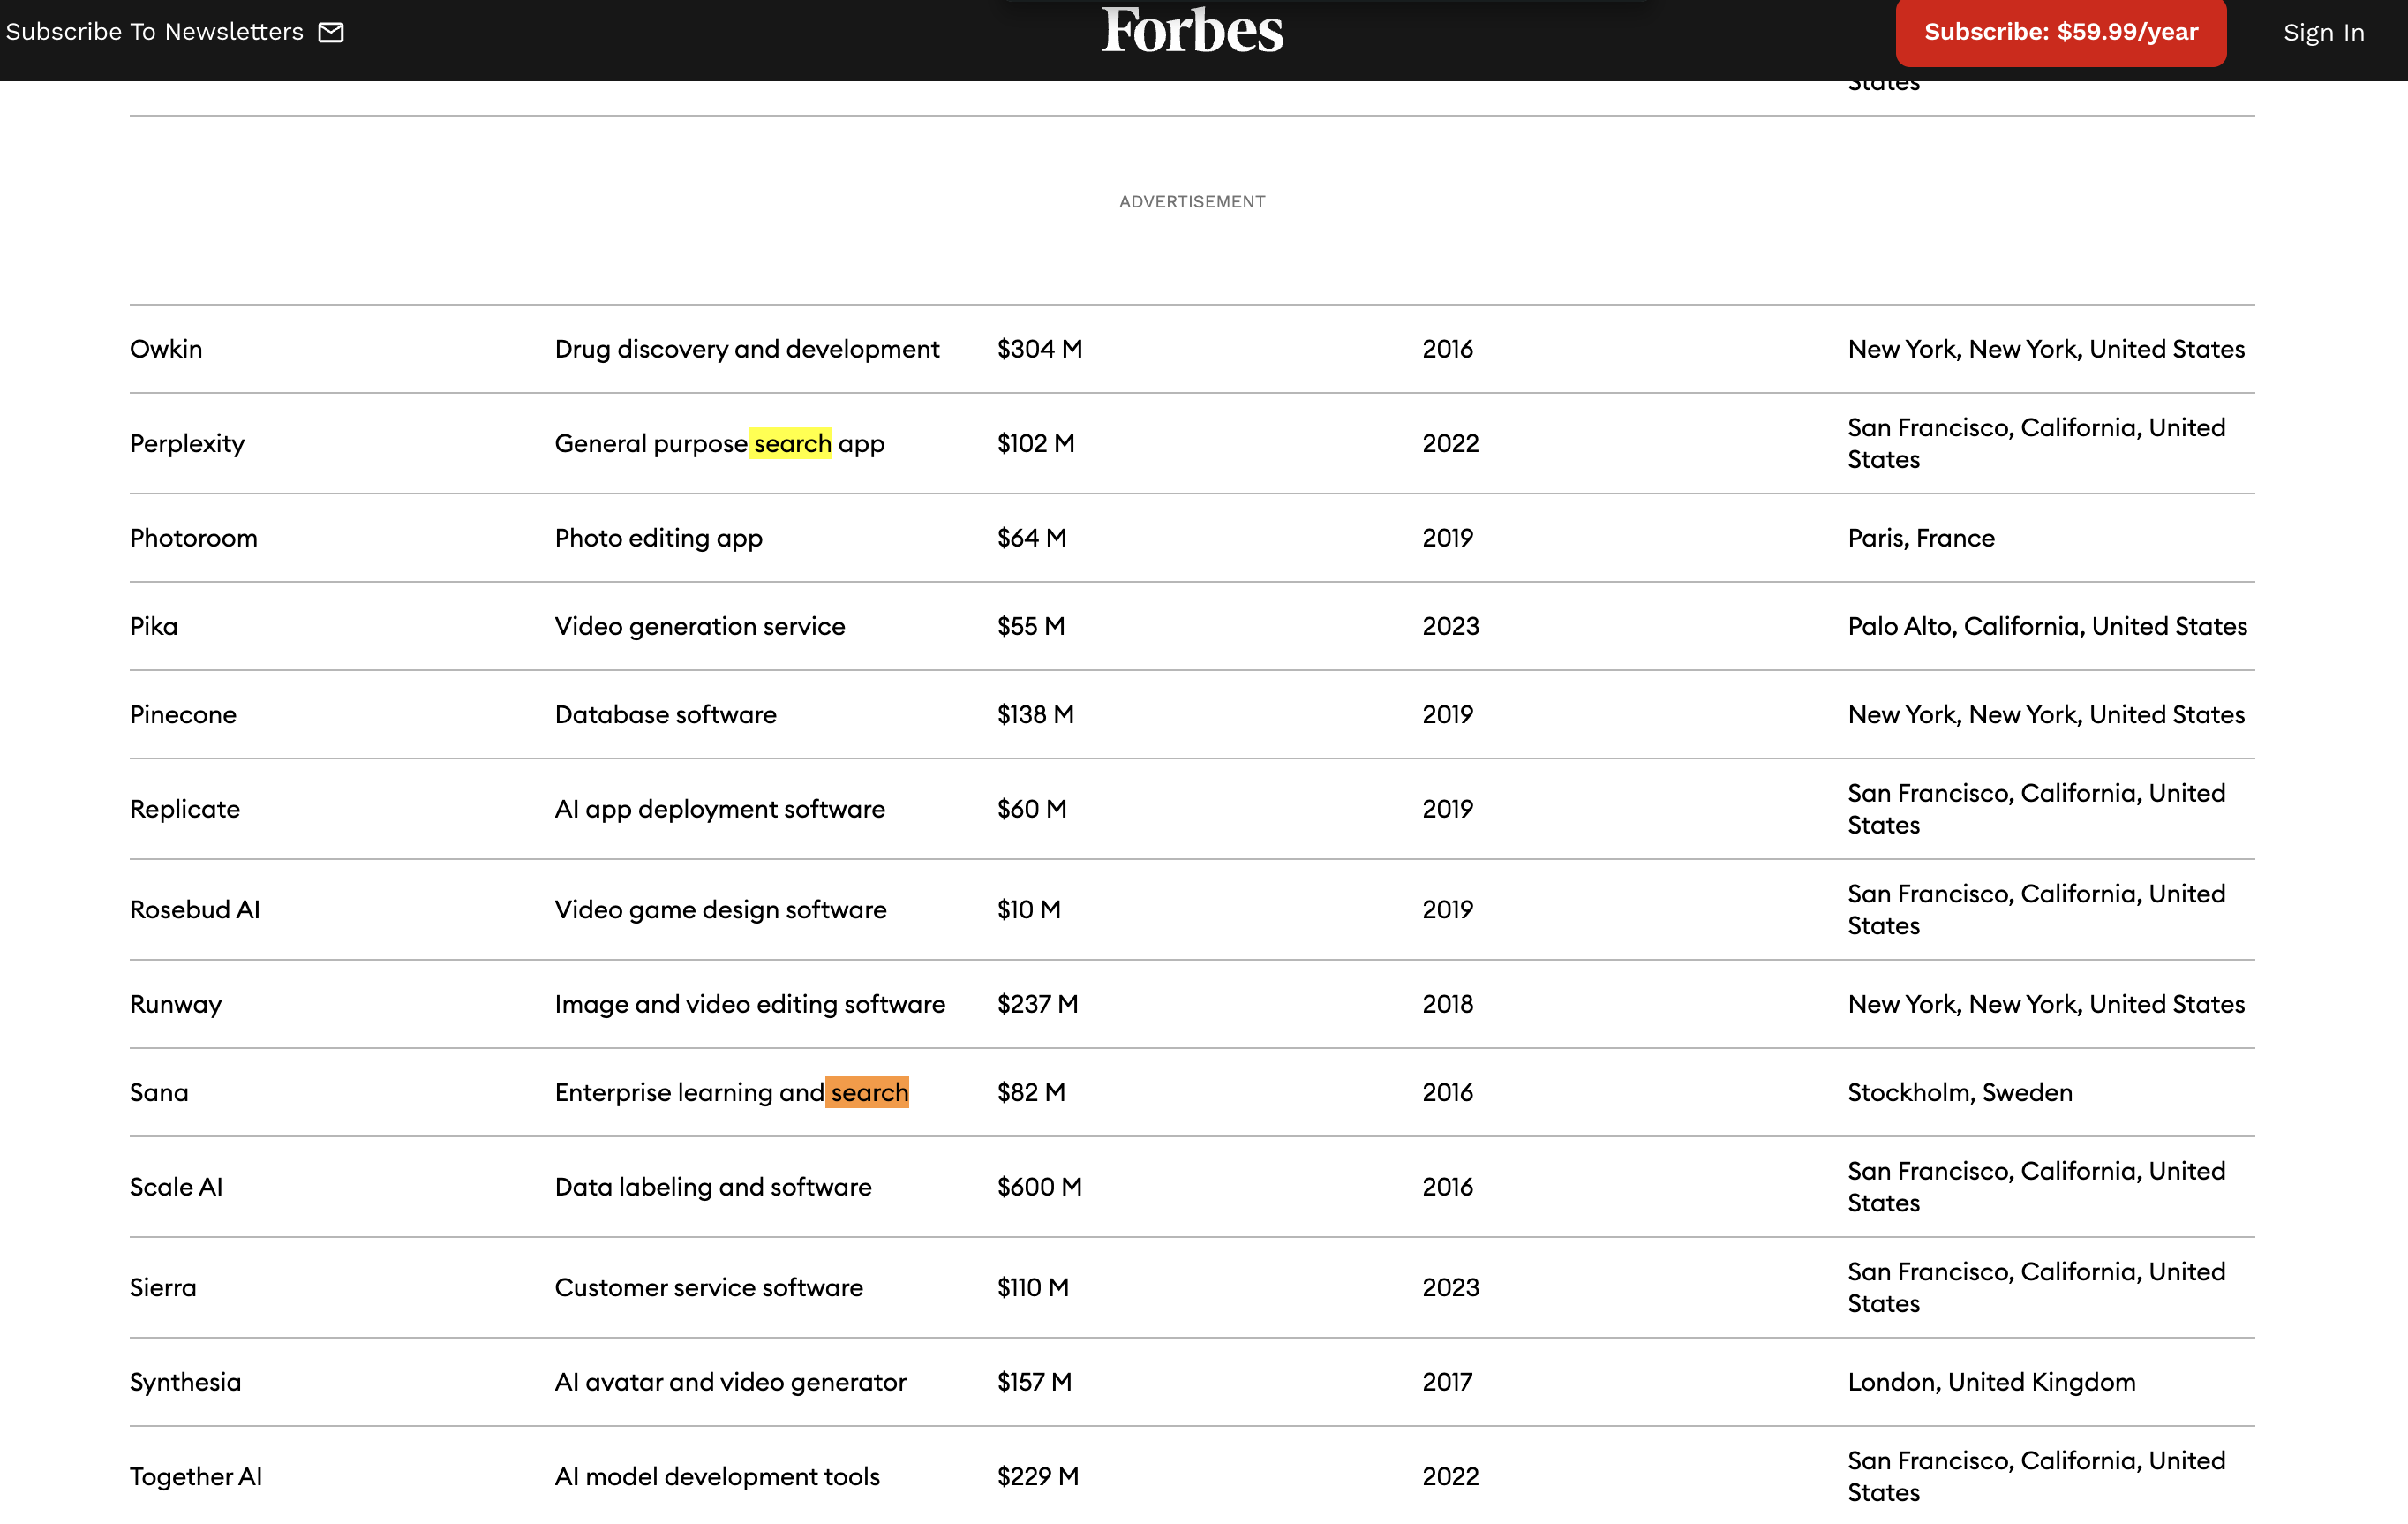 Subscribe To Newsletters
Forbes
Subscribe: $59.99/year
Sign In
States
ADVERTISEMENT
Owkin Drug discovery and development $304 M 2016 New York, New York, United States
Perplexity General purpose search app $102 M 2022 San Francisco, California, United
States
Photoroom Photo editing app $64 M 2019 Paris, France
Pika Video generation service $55 M 2023 Palo Alto, California, United States
Pinecone Database software $138 M 2019 New York, New York, United States
Replicate AI app deployment software $60 M 2019 San Francisco, California, United
States
Rosebud AI Video game design software $10 M 2019 San Francisco, California, United
States
Runway Image and video editing software $237 M 2018 New York, New York, United States
Sana Enterprise learning and search $82 M 2016 Stockholm, Sweden
Scale AI Data labeling and software $600 M 2016 San Francisco, California, United
States
Sierra Customer service software $110 M 2023 San Francisco, California, United
States
Synthesia AI avatar and video generator $157 M 2017 London, United Kingdom
Together AI AI model development tools $229 M 2022 San Francisco, California, United
States